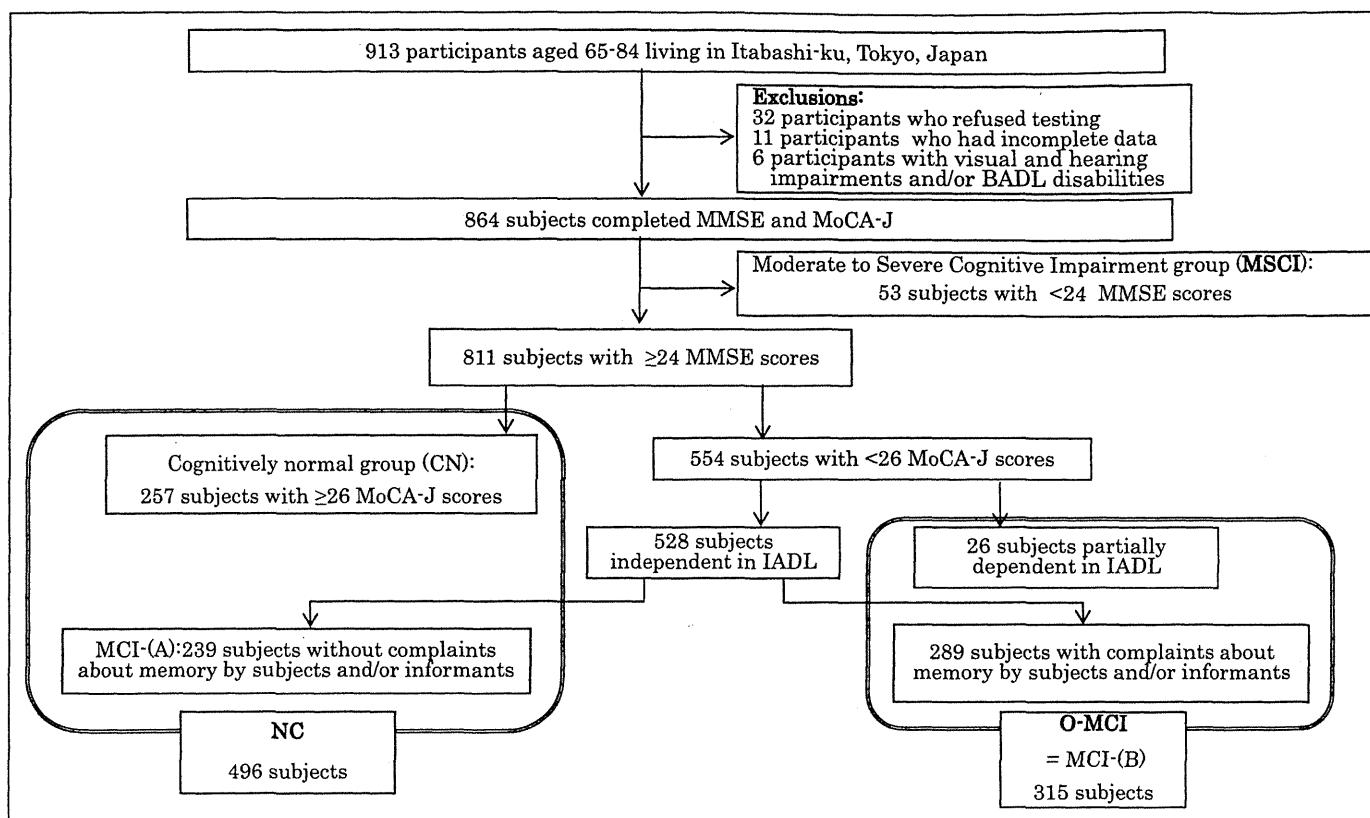 913 participants aged 65-84 living in Itabashi-ku, Tokyo, Japan
Exclusions:
32 participants who refused testing
11 participants who had incomplete data
6 participants with visual and hearing
impairments and/or BADL disabilities
864 subjects completed MMSE and MoCA-J
Moderate to Severe Cognitive Impairment group (MSCI):
53 subjects with <24 MMSE scores
811 subjects with ≥24 MMSE scores
Cognitively normal group (CN):
257 subjects with ≥26 MoCA-J scores
554 subjects with <26 MoCA-J scores
528 subjects
independent in IADL
26 subjects partially
dependent in IADL
MCI-(A):239 subjects without complaints
about memory by subjects and/or informants
289 subjects with complaints about
memory by subjects and/or informants
NC
496 subjects
O-MCI
= MCI-(B)
315 subjects